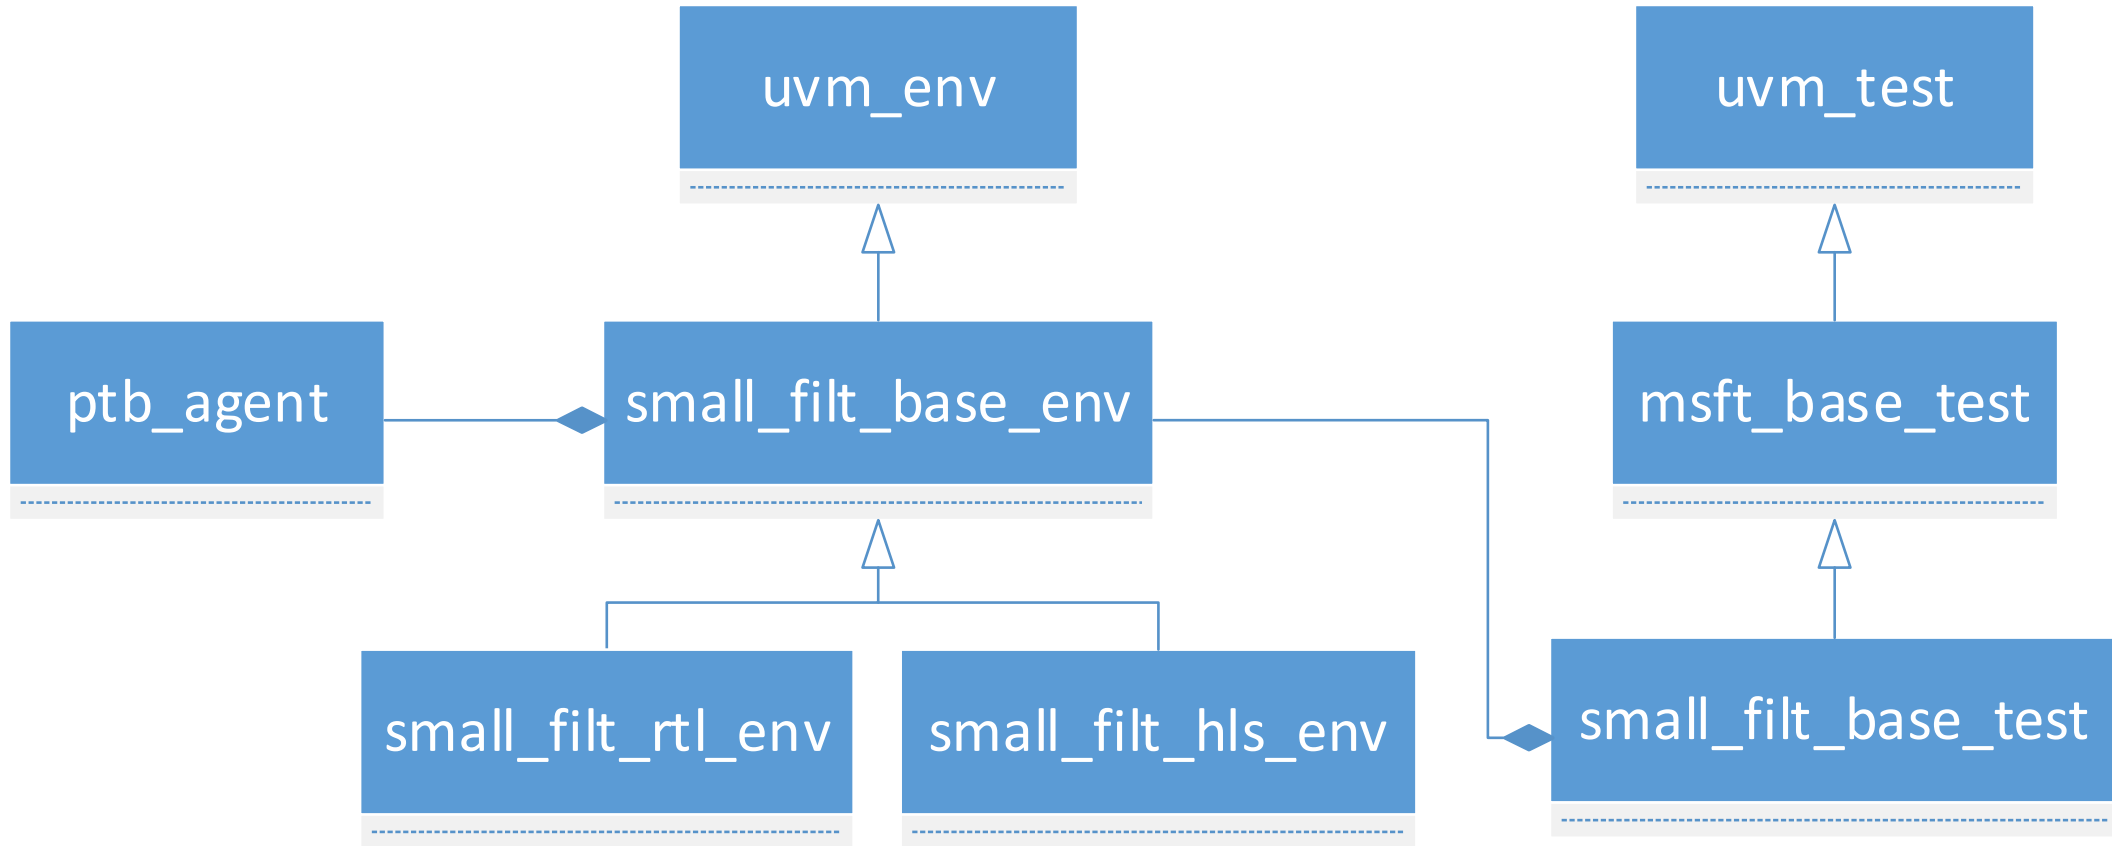 uvm_env
uvm_test
ptb_agent
small_filt_base_env
msft_base_test
small_filt_rtl_env
small_filt_hls_env
small_filt_base_test